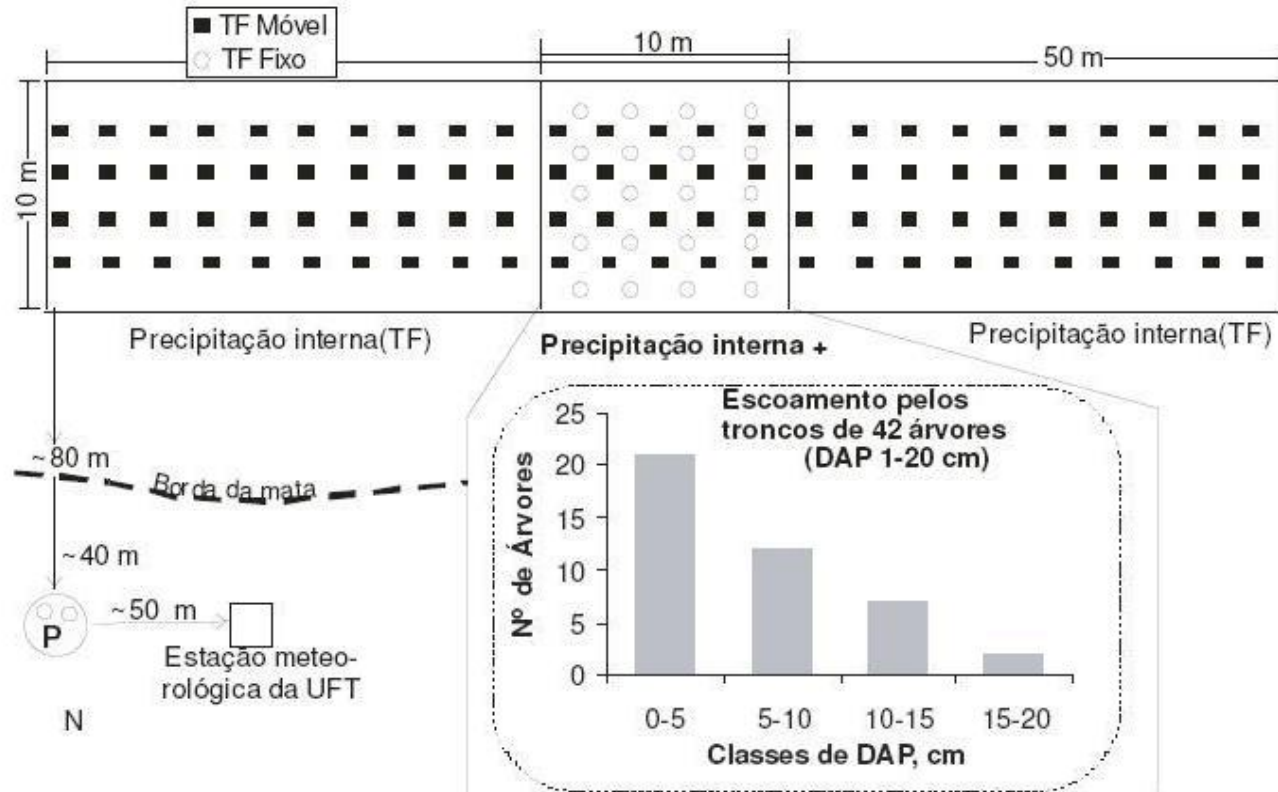 TF Móvel
TF Fixo
10 m
50 m
10 m
Precipitação interna(TF)
Precipitação interna +
Precipitação interna(TF)
~80 m
Borda da mata
~40 m
~50 m
P
Estação meteo-
rológica da UFT
N
Escoamento pelos
troncos de 42 árvores
(DAP 1-20 cm)
Nº de Árvores
25
20
15
10
5
0
0-5 5-10 10-15 15-20
Classes de DAP, cm